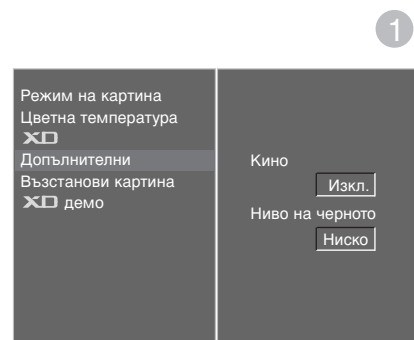 1
Режим на картина
Цветна температура
XD
Допълнителни
Възстанови картина
XD демо
Кино
Изкл.
Ниво на черното
Ниско